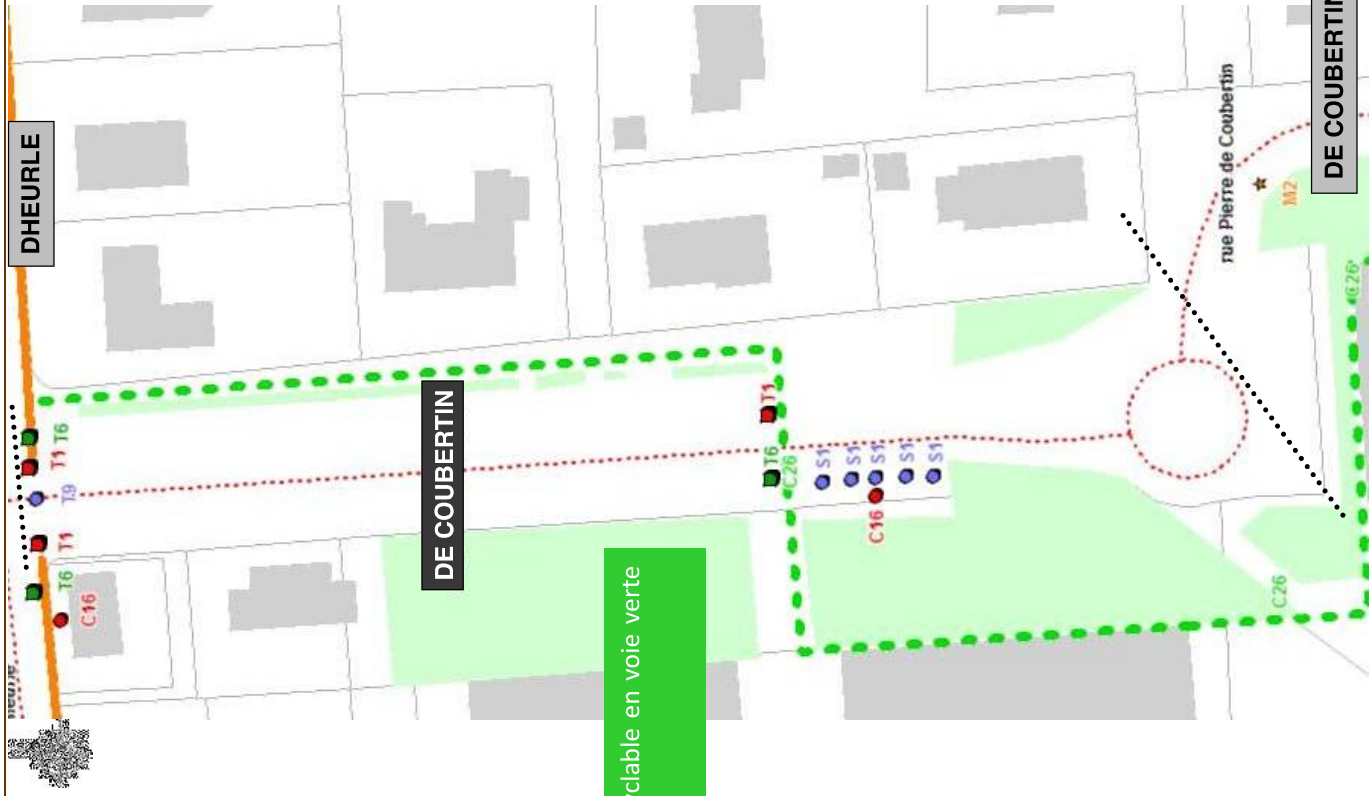 DHEURLE
DE COUBERTIN
rue Pierre de Coubertin
M2
C26
T6
T1
T9
T1
T6
C16
DE COUBERTIN
T1
T6
C26
S1
S1
S1
S1
S1
C16
C26
en voie verte